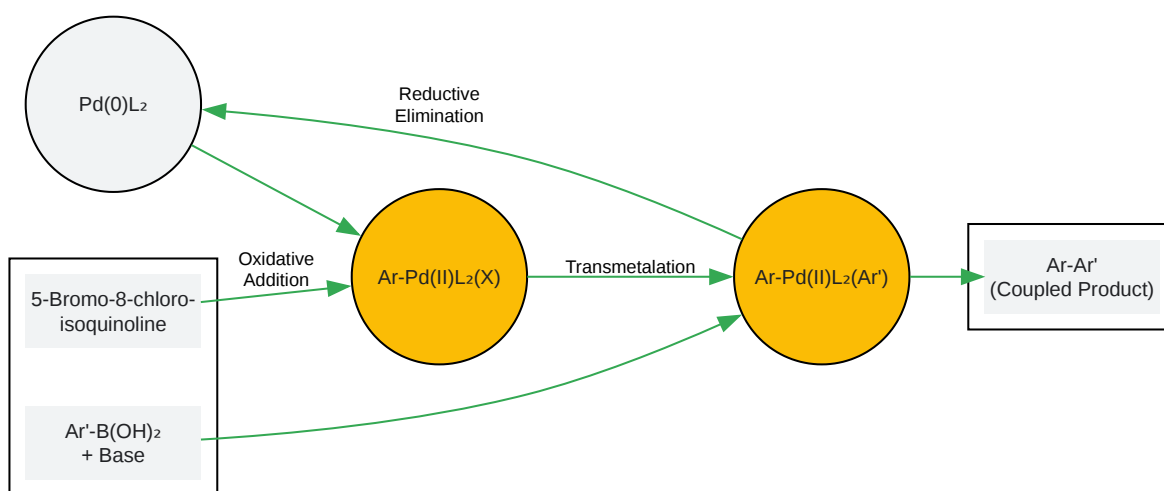 Pd(0)L₂
Reductive
Elimination
Oxidative
Addition
Ar-Pd(II)L₂(X)
Transmetalation
Ar-Pd(II)L₂(Ar')
Ar-Ar'
(Coupled Product)
5-Bromo-8-chloro-
isoquinoline
Ar'-B(OH)₂
+ Base